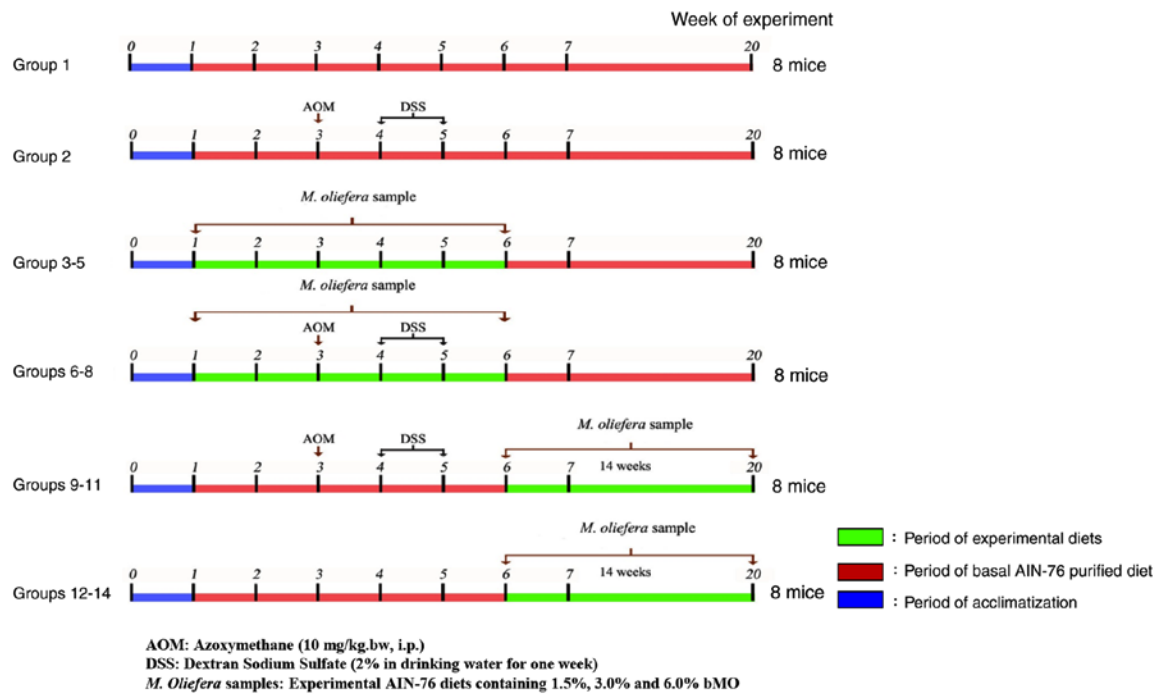 Week of experiment
0 1 2 3 4 5 6 7 20
Group 1 8 mice
AOM DSS
0 1 2 3 4 5 6 7 20
Group 2 8 mice
M. oliefera sample
0 1 2 3 4 5 6 7 20
Group 3-5 8 mice
M. oliefera sample
AOM DSS
0 1 2 3 4 5 6 7 20
Groups 6-8 8 mice
M. oliefera sample
AOM DSS
14 weeks
0 1 2 3 4 5 6 7 20
Groups 9-11 8 mice
M. oliefera sample
14 weeks
0 1 2 3 4 5 6 7 20
Groups 12-14 8 mice
: Period of experimental diets
: Period of basal AIN-76 purified diet
: Period of acclimatization
AOM: Azoxymethane (10 mg/kg.bw, i.p.)
DSS: Dextran Sodium Sulfate (2% in drinking water for one week)
M. Oliefera samples: Experimental AIN-76 diets containing 1.5%, 3.0% and 6.0% bMO